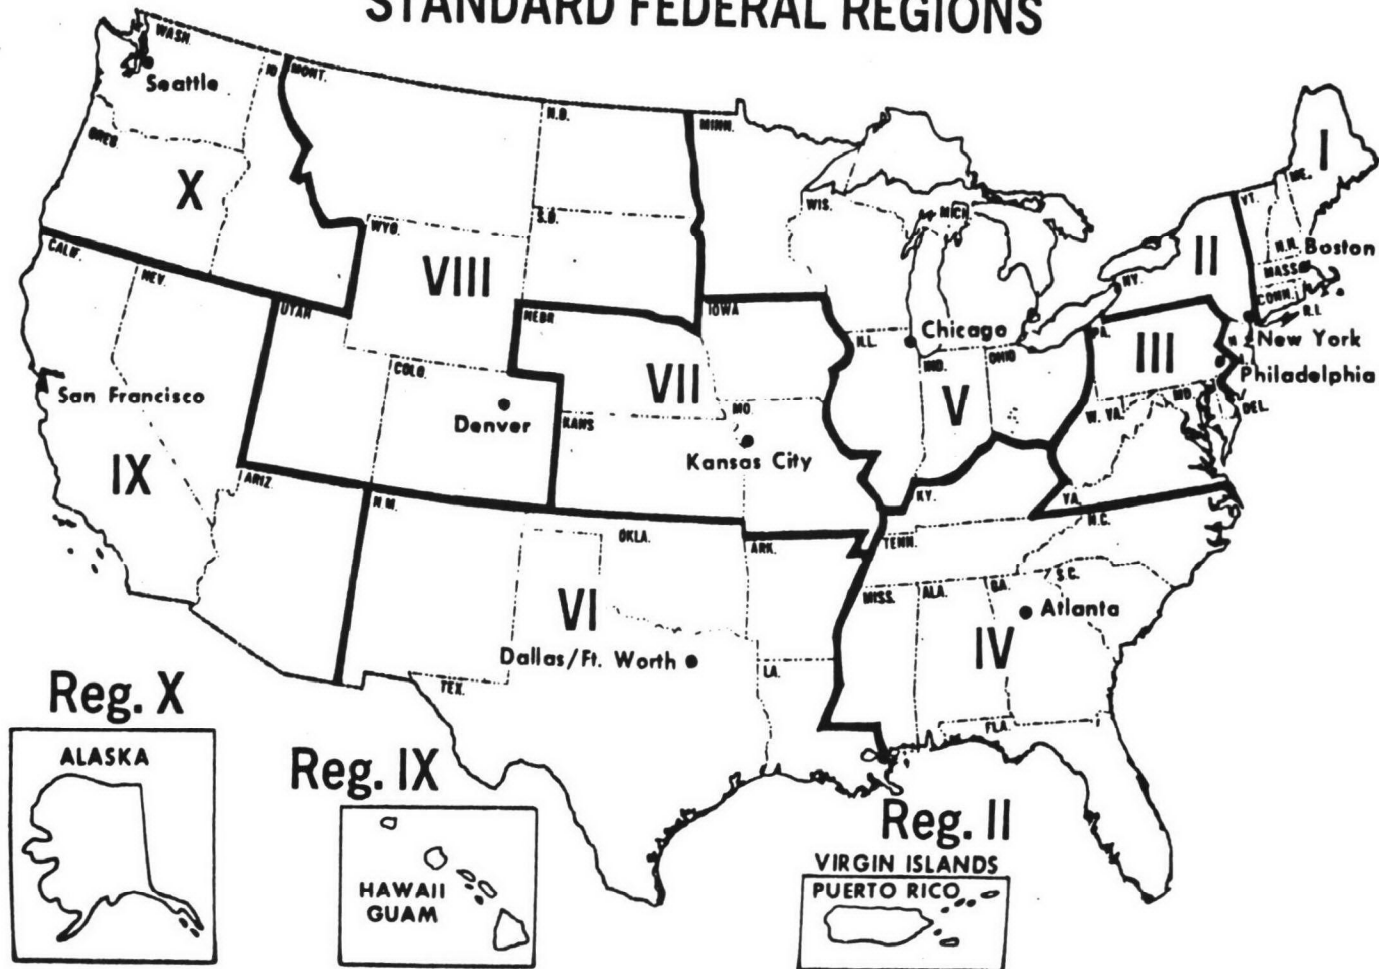 STANDARD FEDERAL REGIONS
WASH.
Seattle
ID
MONT.
N.D.
MINN.
OREG.
X
WYO.
S.D.
VIII
WIS.
MICH
I
ME.
VT.
N.H.
Boston
MASS
CONN.
R.I.
II
N.Y.
New York
CALIF.
NEV.
UTAH
NEBR
IOWA
ILL.
Chicago
IND.
OHIO
PA.
III
N
Philadelphia
San Francisco
COLO.
Denver
VII
KANS
MO.
Kansas City
V
W. VA.
MD.
DEL.
IX
ARIZ.
N.M.
KY.
VA.
N.C.
OKLA.
ARK.
TENN.
VI
MISS.
ALA.
GA.
S.C.
Atlanta
IV
Dallas/Ft. Worth
TEX.
LA.
FLA.
Reg. X
ALASKA
Reg. IX
HAWAII
GUAM
Reg. II
VIRGIN ISLANDS
PUERTO RICO